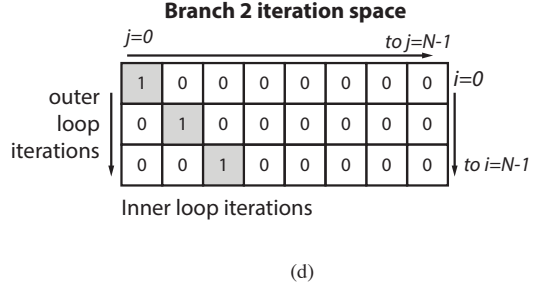 Branch 2 iteration space
j=0
to j=N-1
outer
loop
iterations
1 0 0 0 0 0 0 0
0 1 0 0 0 0 0 0
0 0 1 0 0 0 0 0
i=0
to i=N-1
Inner loop iterations
(d)